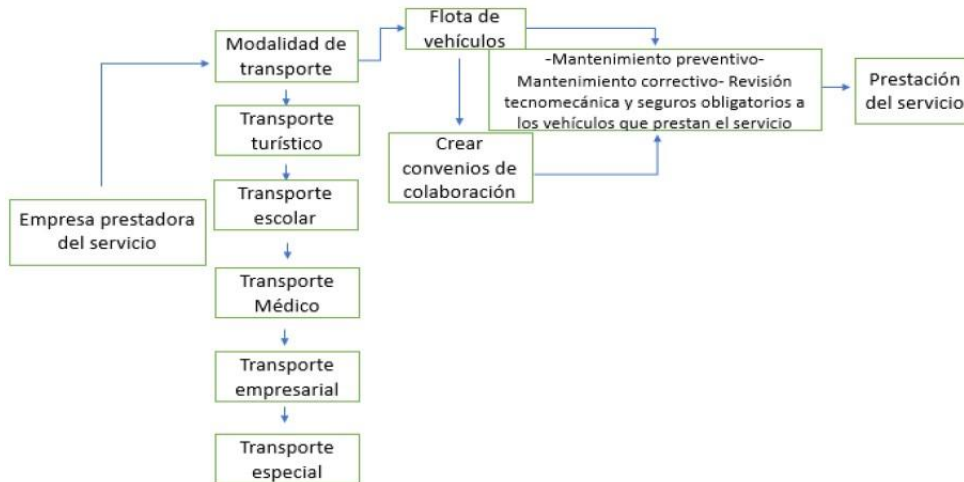 Flota de
vehículos
Modalidad de
transporte
-Mantenimiento preventivo-
Mantenimiento correctivo- Revisión
tecnomecánica y seguros obligatorios a
los vehículos que prestan el servicio
Prestación
del servicio
Transporte
turístico
Crear
convenios de
colaboración
Transporte
escolar
Empresa prestadora
del servicio
Transporte
Médico
Transporte
empresarial
Transporte
especial